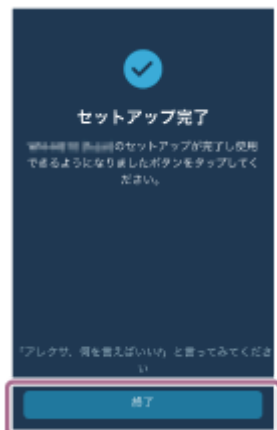 セットアップ完了
のセットアップが完了し使用
できるようになりましたボタンをタップしてく
ださい。
「アレクサ、何を言えばいい?」と言ってみてくださ
い
終了